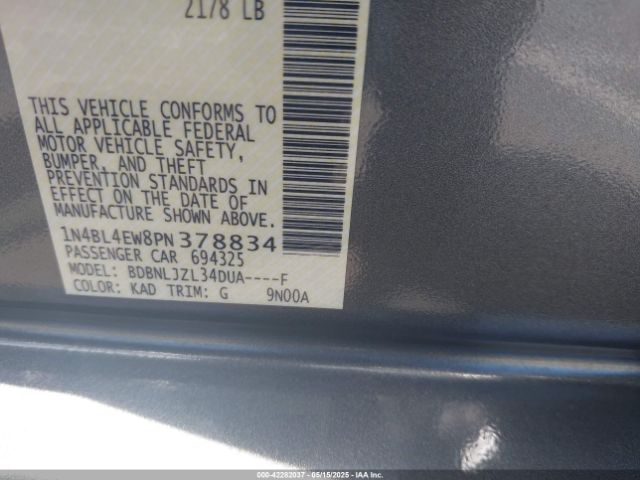 2178 LB
THIS VEHICLE CONFORMS TO
ALL APPLICABLE FEDERAL
MOTOR VEHICLE SAFETY,
BUMPER, AND THEFT
PREVENTION STANDARDS IN
EFFECT ON THE DATE OF
MANUFACTURE SHOWN ABOVE.
1N4BL4EW8PN378834
PASSENGER CAR 694325
MODEL: BDBNLJZL34DUA----F
COLOR: KAD TRIM: G 9N00A
000-42282037 - 05/15/2025 - IAA Inc.